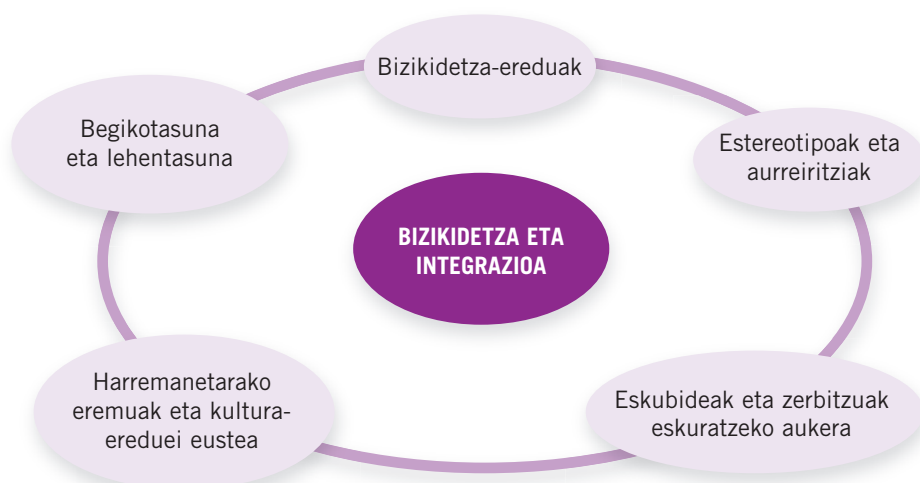 Bizikidetza-ereduak
Begikotasuna
eta lehentasuna
Estereotipoak eta
aurreiritziak
BIZIKIDETZA ETA
INTEGRAZIOA
Harremanetarako
eremuak eta kultura-
ereduei eustea
Eskubideak eta zerbitzuak
eskuratzeko aukera